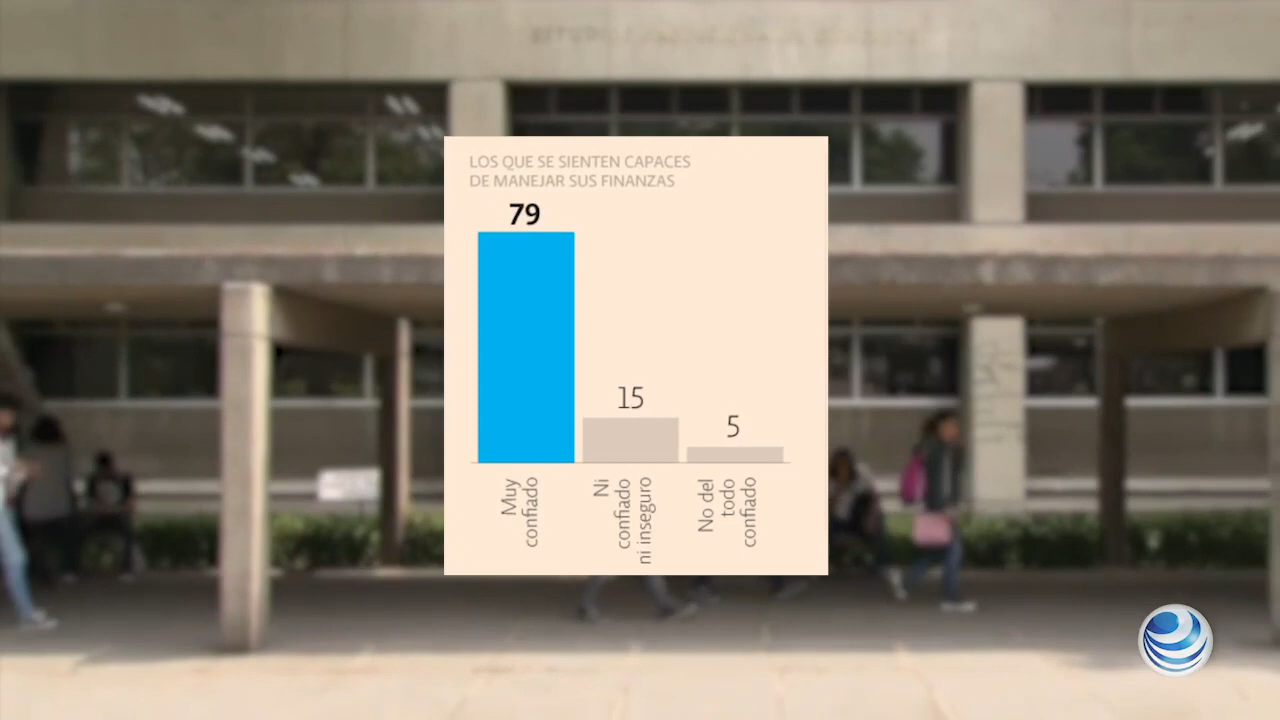 LOS QUE SE SIENTEN CAPACES
DE MANEJAR SUS FINANZAS
79
15
5
Muy
confiado
Ni
confiado
ni inseguro
No del
todo
confiado